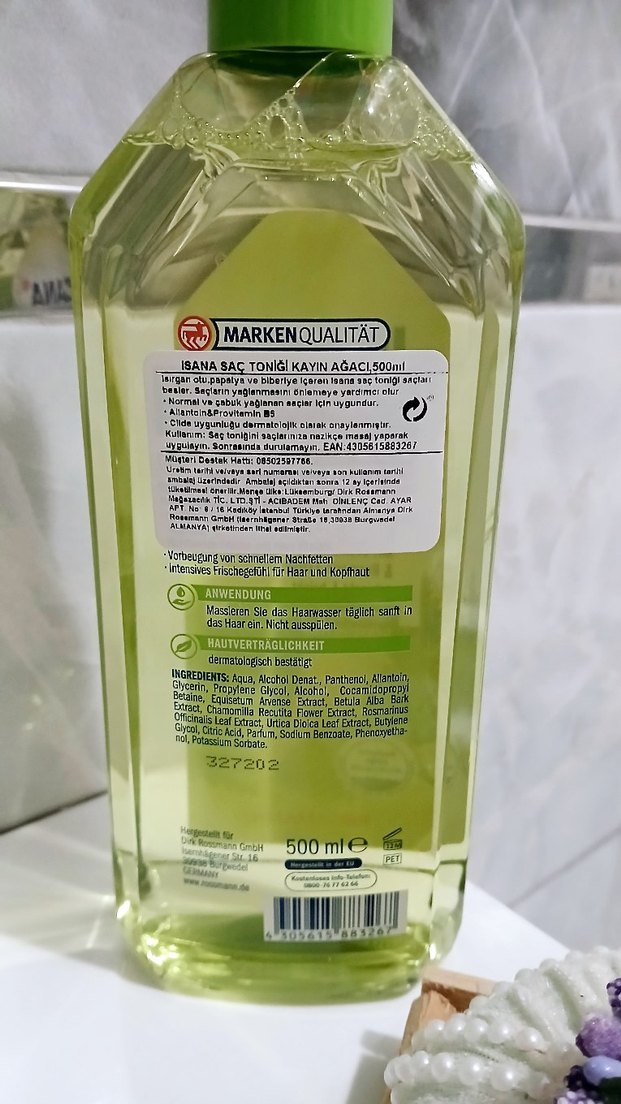 MARKENQUALITÄT
ISANA SAÇ TONİĞİ KAYIN AĞACI,500ml
Isırgan otu,papatya ve biberiye içeren Isana saç toniği saçları
besler. Saçların yağlanmasını önlemeye yardımcı olur
• Normal ve çabuk yağlanan saçlar için uygundur.
• Allantoin&Provitamin B5
• Cilde uygunluğu dermatolojik olarak onaylanmıştır.
Kullanım: Saç toniğini saçlarınıza nazikçe masaj yaparak
uygulayın. Sonrasında durulamayın. EAN:4305615883267
Müşteri Destek Hattı: 08502597766.
Üretim tarihi ve/veya seri numarası ve/veya son kullanım tarihi
ambalaj üzerindedir. Ambalaj açıldıktan sonra 12 ay içerisinde
tüketilmesi önerilir.Menşe ülke:Lüksemburg/ Dirk Rossmann
Mağazacılık TİC. LTD.ŞTİ - ACIBADEM Mah. DİNLENÇ Cad. AYAR
APT. No: 8 / 16 Kadıköy İstanbul Türkiye tarafından Almanya Dirk
Rossmann GmbH (Isernhägener Straße 16,30938 Burgwedel
ALMANYA) şirketinden ithal edilmiştir.
· Vorbeugung von schnellem Nachfetten
· Intensives Frischegefühl für Haar und Kopfhaut
ANWENDUNG
Massieren Sie das Haarwasser täglich sanft in
das Haar ein. Nicht ausspülen.
HAUTVERTRÄGLICHKEIT
dermatologisch bestätigt
INGREDIENTS: Aqua, Alcohol Denat., Panthenol, Allantoin,
Glycerin, Propylene Glycol, Alcohol, Cocamidopropyl
Betaine, Equisetum Arvense Extract, Betula Alba Bark
Extract, Chamomilla Recutita Flower Extract, Rosmarinus
Officinalis Leaf Extract, Urtica Dioica Leaf Extract, Butylene
Glycol, Citric Acid, Parfum, Sodium Benzoate, Phenoxyetha-
nol, Potassium Sorbate.
327202
Hergestellt für
Dirk Rossmann GmbH
Isernhägener Str. 16
30938 Burgwedel
GERMANY
www.rossmann.de
500 ml e
12M
PET
Hergestellt in der EU
Kostenloses Info-Telefon:
0800-76 77 62 66
4 305615 883267